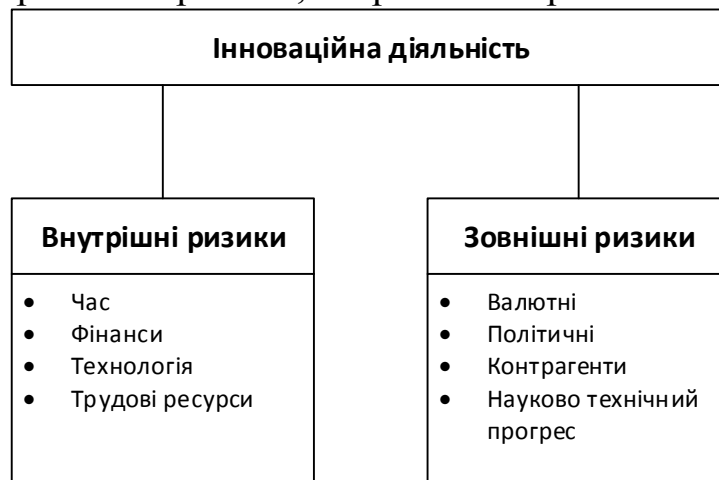 Інноваційна діяльність
Внутрішні ризики
• Час
• Фінанси
• Технологія
• Трудові ресурси
Зовнішні ризики
• Валютні
• Політичні
• Контрагенти
• Науково технічний
прогрес